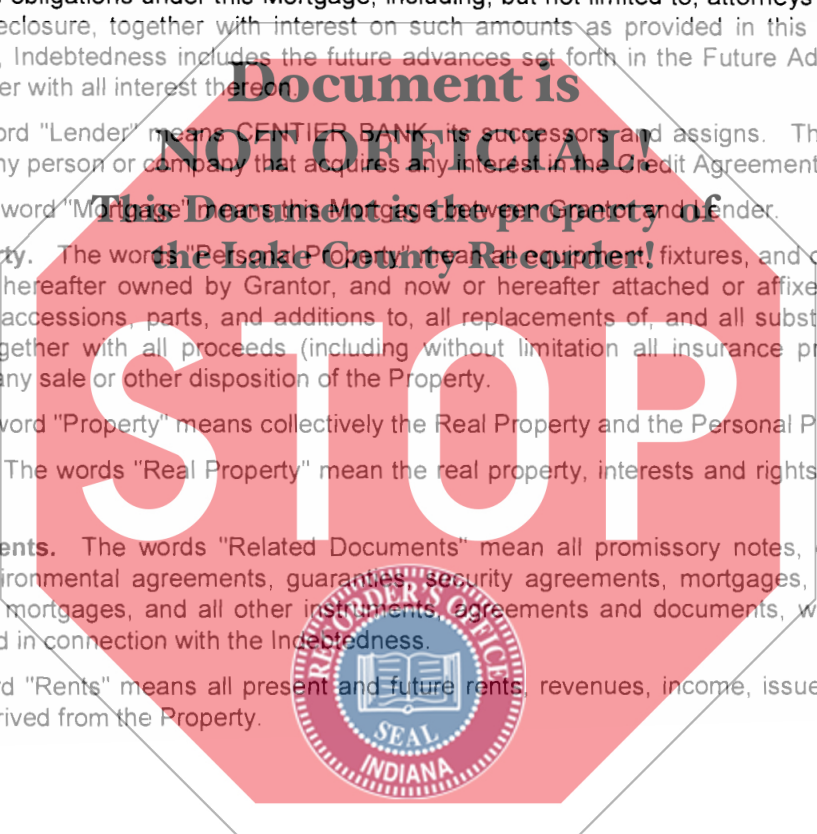 obligations under this Mortgage, including, but not limited to, attorneys
eclosure, together with interest on such amounts as provided in this
, Indebtedness includes the future advances set forth in the Future Ad
er with all interest thereon.
Document is
ord "Lender" means CENTIER BANK, its successors and assigns. Th
NOT OFFICIAL!
ny person or company that acquires any interest in the Credit Agreement
This Document is the property of
word "Mortgage" means this Mortgage between Grantor and Lender.
the Lake County Recorder!
rty. The words "Personal Property" mean all equipment, fixtures, and
hereafter owned by Grantor, and now or hereafter attached or affixe
accessions, parts, and additions to, all replacements of, and all subst
gether with all proceeds (including without limitation all insurance pr
any sale or other disposition of the Property.
STOP
word "Property" means collectively the Real Property and the Personal P
The words "Real Property" mean the real property, interests and rights
ents. The words "Related Documents" mean all promissory notes,
ironmental agreements, guaranties, security agreements, mortgages,
mortgages, and all other instruments, agreements and documents, w
d in connection with the Indebtedness.
rd "Rents" means all present and future rents, revenues, income, issue
rived from the Property.
RECORDER'S OFFICE
SEAL
INDIANA